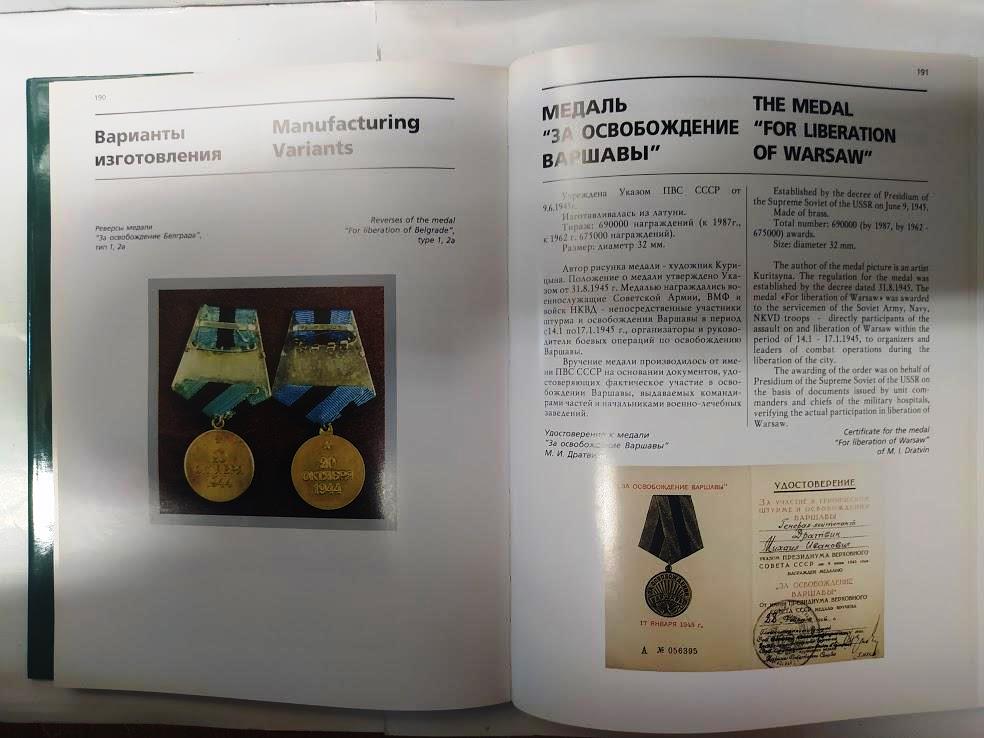 190
Варианты
изготовления
Manufacturing
Variants
Реверсы медали
"За освобождение Белграда",
тип 1, 2а
Reverses of the medal
"For liberation of Belgrade",
type 1, 2a
20
ОКТЯБРЯ
1944
191
МЕДАЛЬ
"ЗА ОСВОБОЖДЕНИЕ
ВАРШАВЫ"
THE MEDAL
"FOR LIBERATION
OF WARSAW"
Учреждена Указом ПВС СССР от
9.6.1945г.
Изготавливалась из латуни.
Тираж: 690000 награждений (к 1987г.,
к 1962 г. 675000 награждений).
Размер: диаметр 32 мм.
Автор рисунка медали - художник Кури-
цына. Положение о медали утверждено Ука-
зом от 31.8.1945 г. Медалью награждались во-
еннослужащие Советской Армии, ВМФ и
войск НКВД - непосредственные участники
штурма и освобождения Варшавы в период
с14.1 по17.1.1945 г., организаторы и руково-
дители боевых операций по освобождению
Варшавы.
Вручение медали производилось от име-
ни ПВС СССР на основании документов, удо-
стоверяющих фактическое участие в осво-
бождении Варшавы, выдаваемых команди-
рами частей и начальниками военно-лечебных
заведений.
Established by the decree of Presidium of
the Supreme Soviet of the USSR on June 9, 1945.
Made of brass.
Total number: 690000 (by 1987, by 1962 -
675000) awards.
Size: diameter 32 mm.
The author of the medal picture is an artist
Kuritsyna. The regulation for the medal was
established by the decree dated 31.8.1945. The
medal «For liberation of Warsaw» was awarded
to the servicemen of the Soviet Army, Navy,
NKVD troops - directly participants of the
assault on and liberation of Warsaw within the
period of 14.1 - 17.1.1945, to organizers and
leaders of combat operations during the
liberation of the city.
The awarding of the order was on behalf of
Presidium of the Supreme Soviet of the USSR on
the basis of documents issued by unit com-
manders and chiefs of the military hospitals,
verifying the actual participation in liberation of
Warsaw.
Удостоверение к медали
"За освобождение Варшавы"
М. И. Дратвина
Certificate for the medal
"For liberation of Warsaw"
of M. I. Dratvin
"ЗА ОСВОБОЖДЕНИЕ ВАРШАВЫ"
17 ЯНВАРЯ 1945 г.
А № 056395
УДОСТОВЕРЕНИЕ
ЗА УЧАСТИЕ В ГЕРОИЧЕСКОМ
ШТУРМЕ И ОСВОБОЖДЕНИИ
ВАРШАВЫ
Генерал-лейтенант
Дратвин
Михаил Иванович
УКАЗОМ ПРЕЗИДИУМА ВЕРХОВНОГО
СОВЕТА СССР от 9 июня 1945 года
НАГРАЖДЕН МЕДАЛЬЮ
"ЗА ОСВОБОЖДЕНИЕ
ВАРШАВЫ"
От имени ПРЕЗИДИУМА ВЕРХОВНОГО
СОВЕТА СССР МЕДАЛЬ ВРУЧЕНА